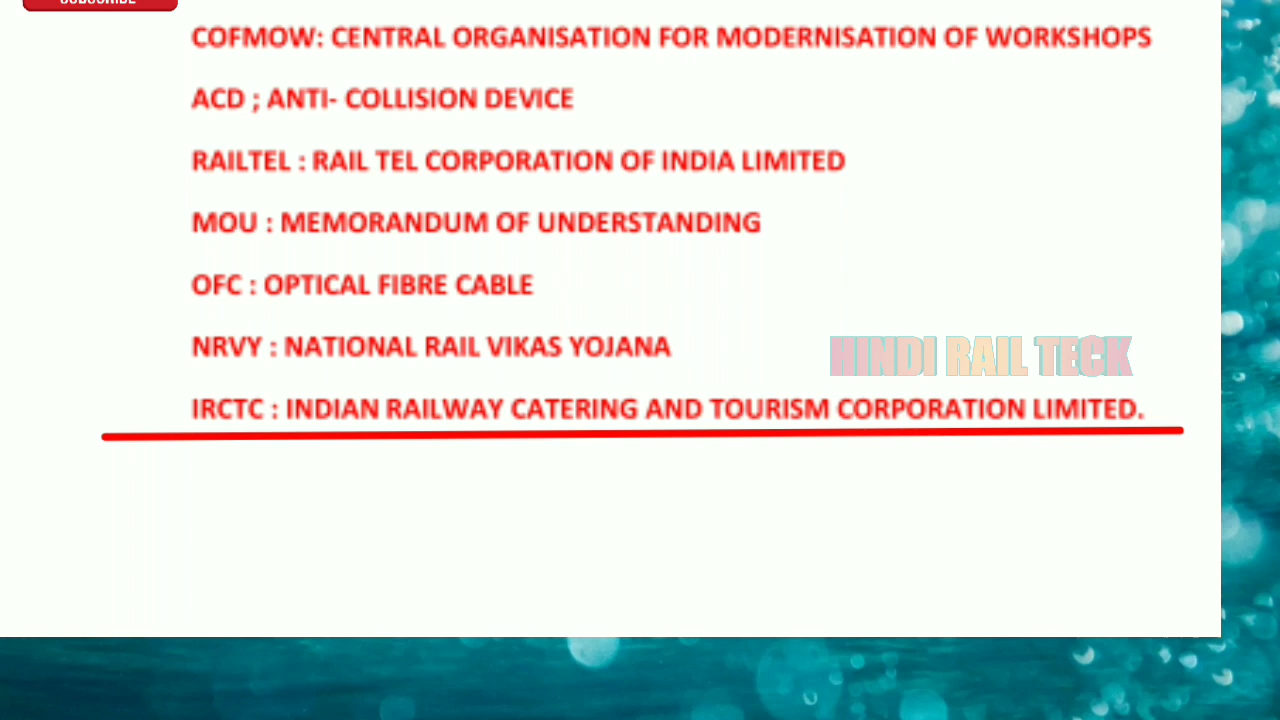 SUBSCRIBE
COFMOW: CENTRAL ORGANISATION FOR MODERNISATION OF WORKSHOPS
ACD ; ANTI- COLLISION DEVICE
RAILTEL : RAIL TEL CORPORATION OF INDIA LIMITED
MOU : MEMORANDUM OF UNDERSTANDING
OFC : OPTICAL FIBRE CABLE
NRVY : NATIONAL RAIL VIKAS YOJANA
HINDI RAIL TECK
IRCTC : INDIAN RAILWAY CATERING AND TOURISM CORPORATION LIMITED.